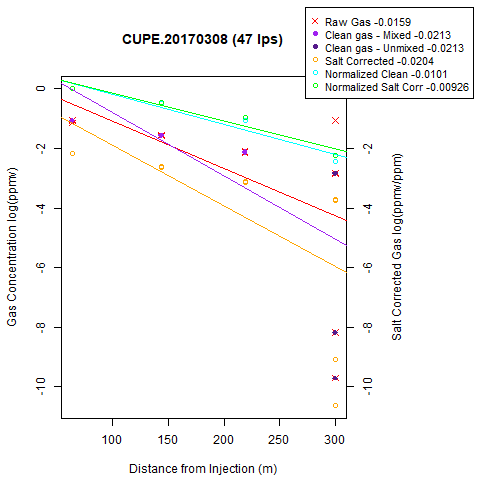 CUPE.20170308 (47 lps)
Raw Gas -0.0159
Clean gas - Mixed -0.0213
Clean gas - Unmixed -0.0213
Salt Corrected -0.0204
Normalized Clean -0.0101
Normalized Salt Corr -0.00926
Gas Concentration log(ppmv)
0
-2
-4
-6
-8
-10
0
-2
-4
-6
-8
-10
Salt Corrected Gas log(ppmv/ppm)
100 150 200 250 300
Distance from Injection (m)